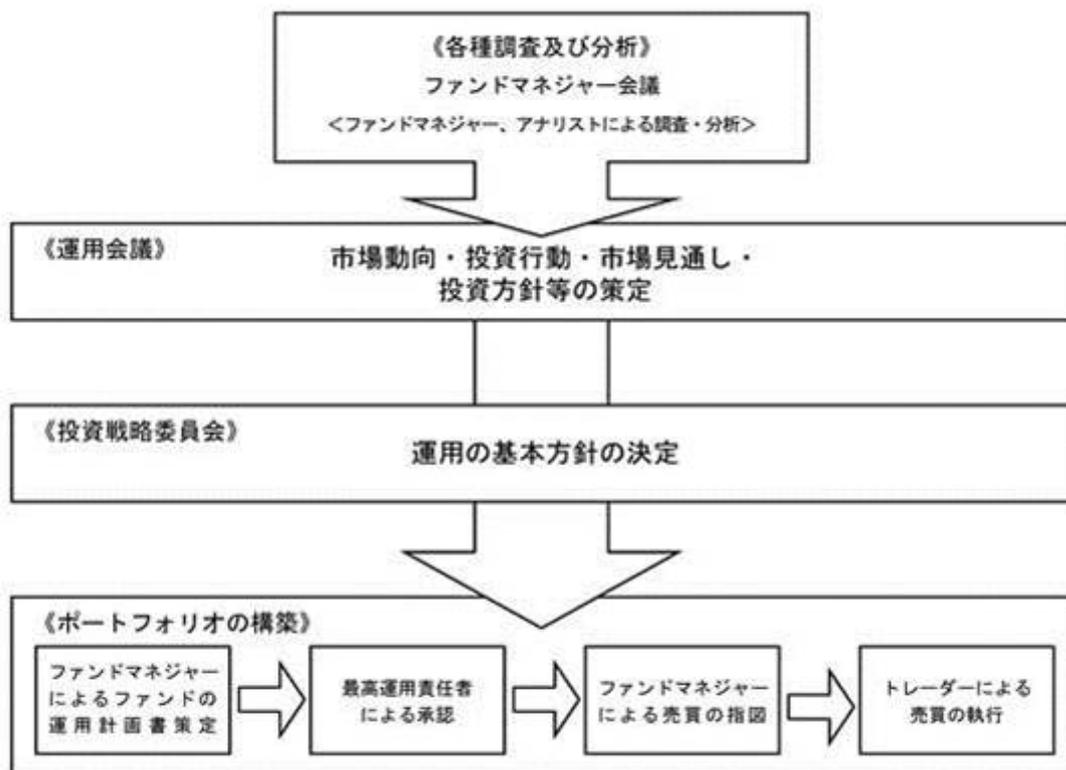 《各種調査及び分析》
ファンドマネジャー会議
＜ファンドマネジャー、アナリストによる調査・分析＞
《運用会議》
市場動向・投資行動・市場見通し・
投資方針等の策定
《投資戦略委員会》
運用の基本方針の決定
《ポートフォリオの構築》
ファンドマネジャー
によるファンドの
運用計画書策定
最高運用責任者
による承認
ファンドマネジャー
による売買の指図
トレーダーによる
売買の執行